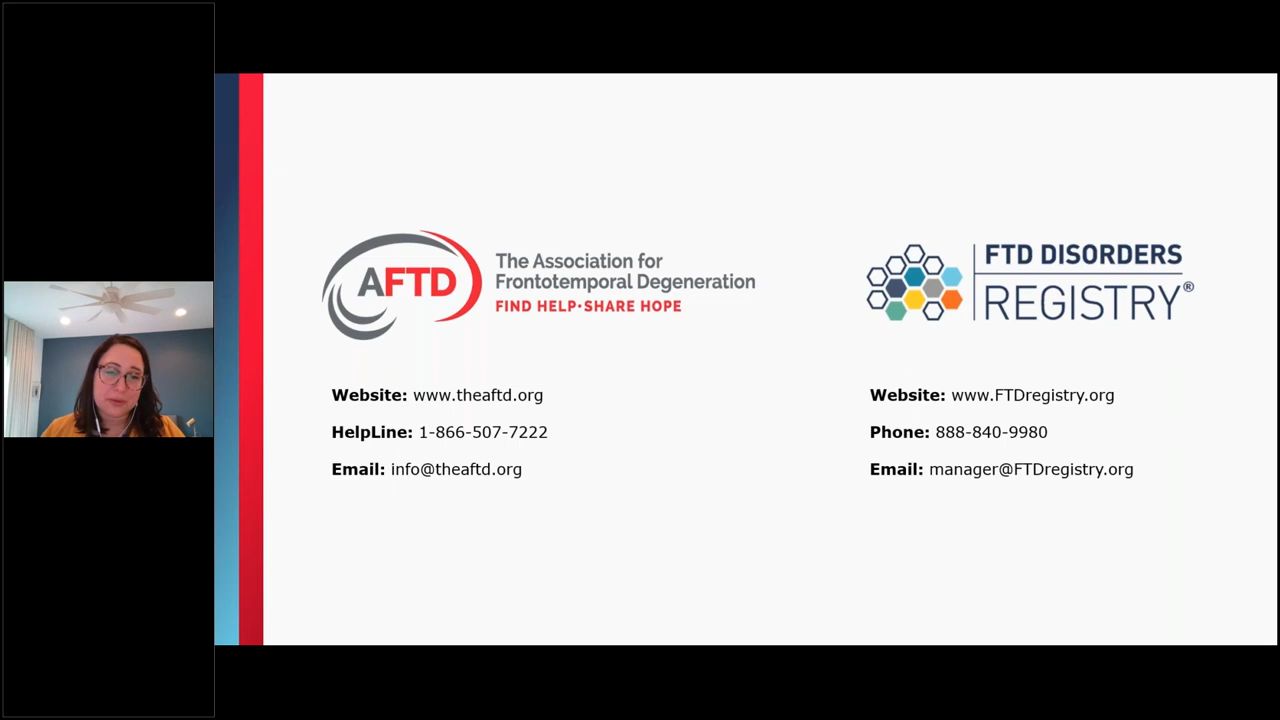 AFTD
The Association for
Frontotemporal Degeneration
FIND HELP·SHARE HOPE
Website: www.theaftd.org
HelpLine: 1-866-507-7222
Email: info@theaftd.org
FTD DISORDERS
REGISTRY®
Website: www.FTDregistry.org
Phone: 888-840-9980
Email: manager@FTDregistry.org